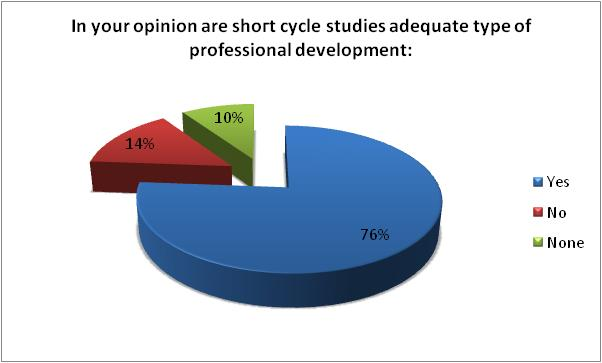 In your opinion are short cycle studies adequate type of
professional development:
10%
14%
76%
Yes
No
None